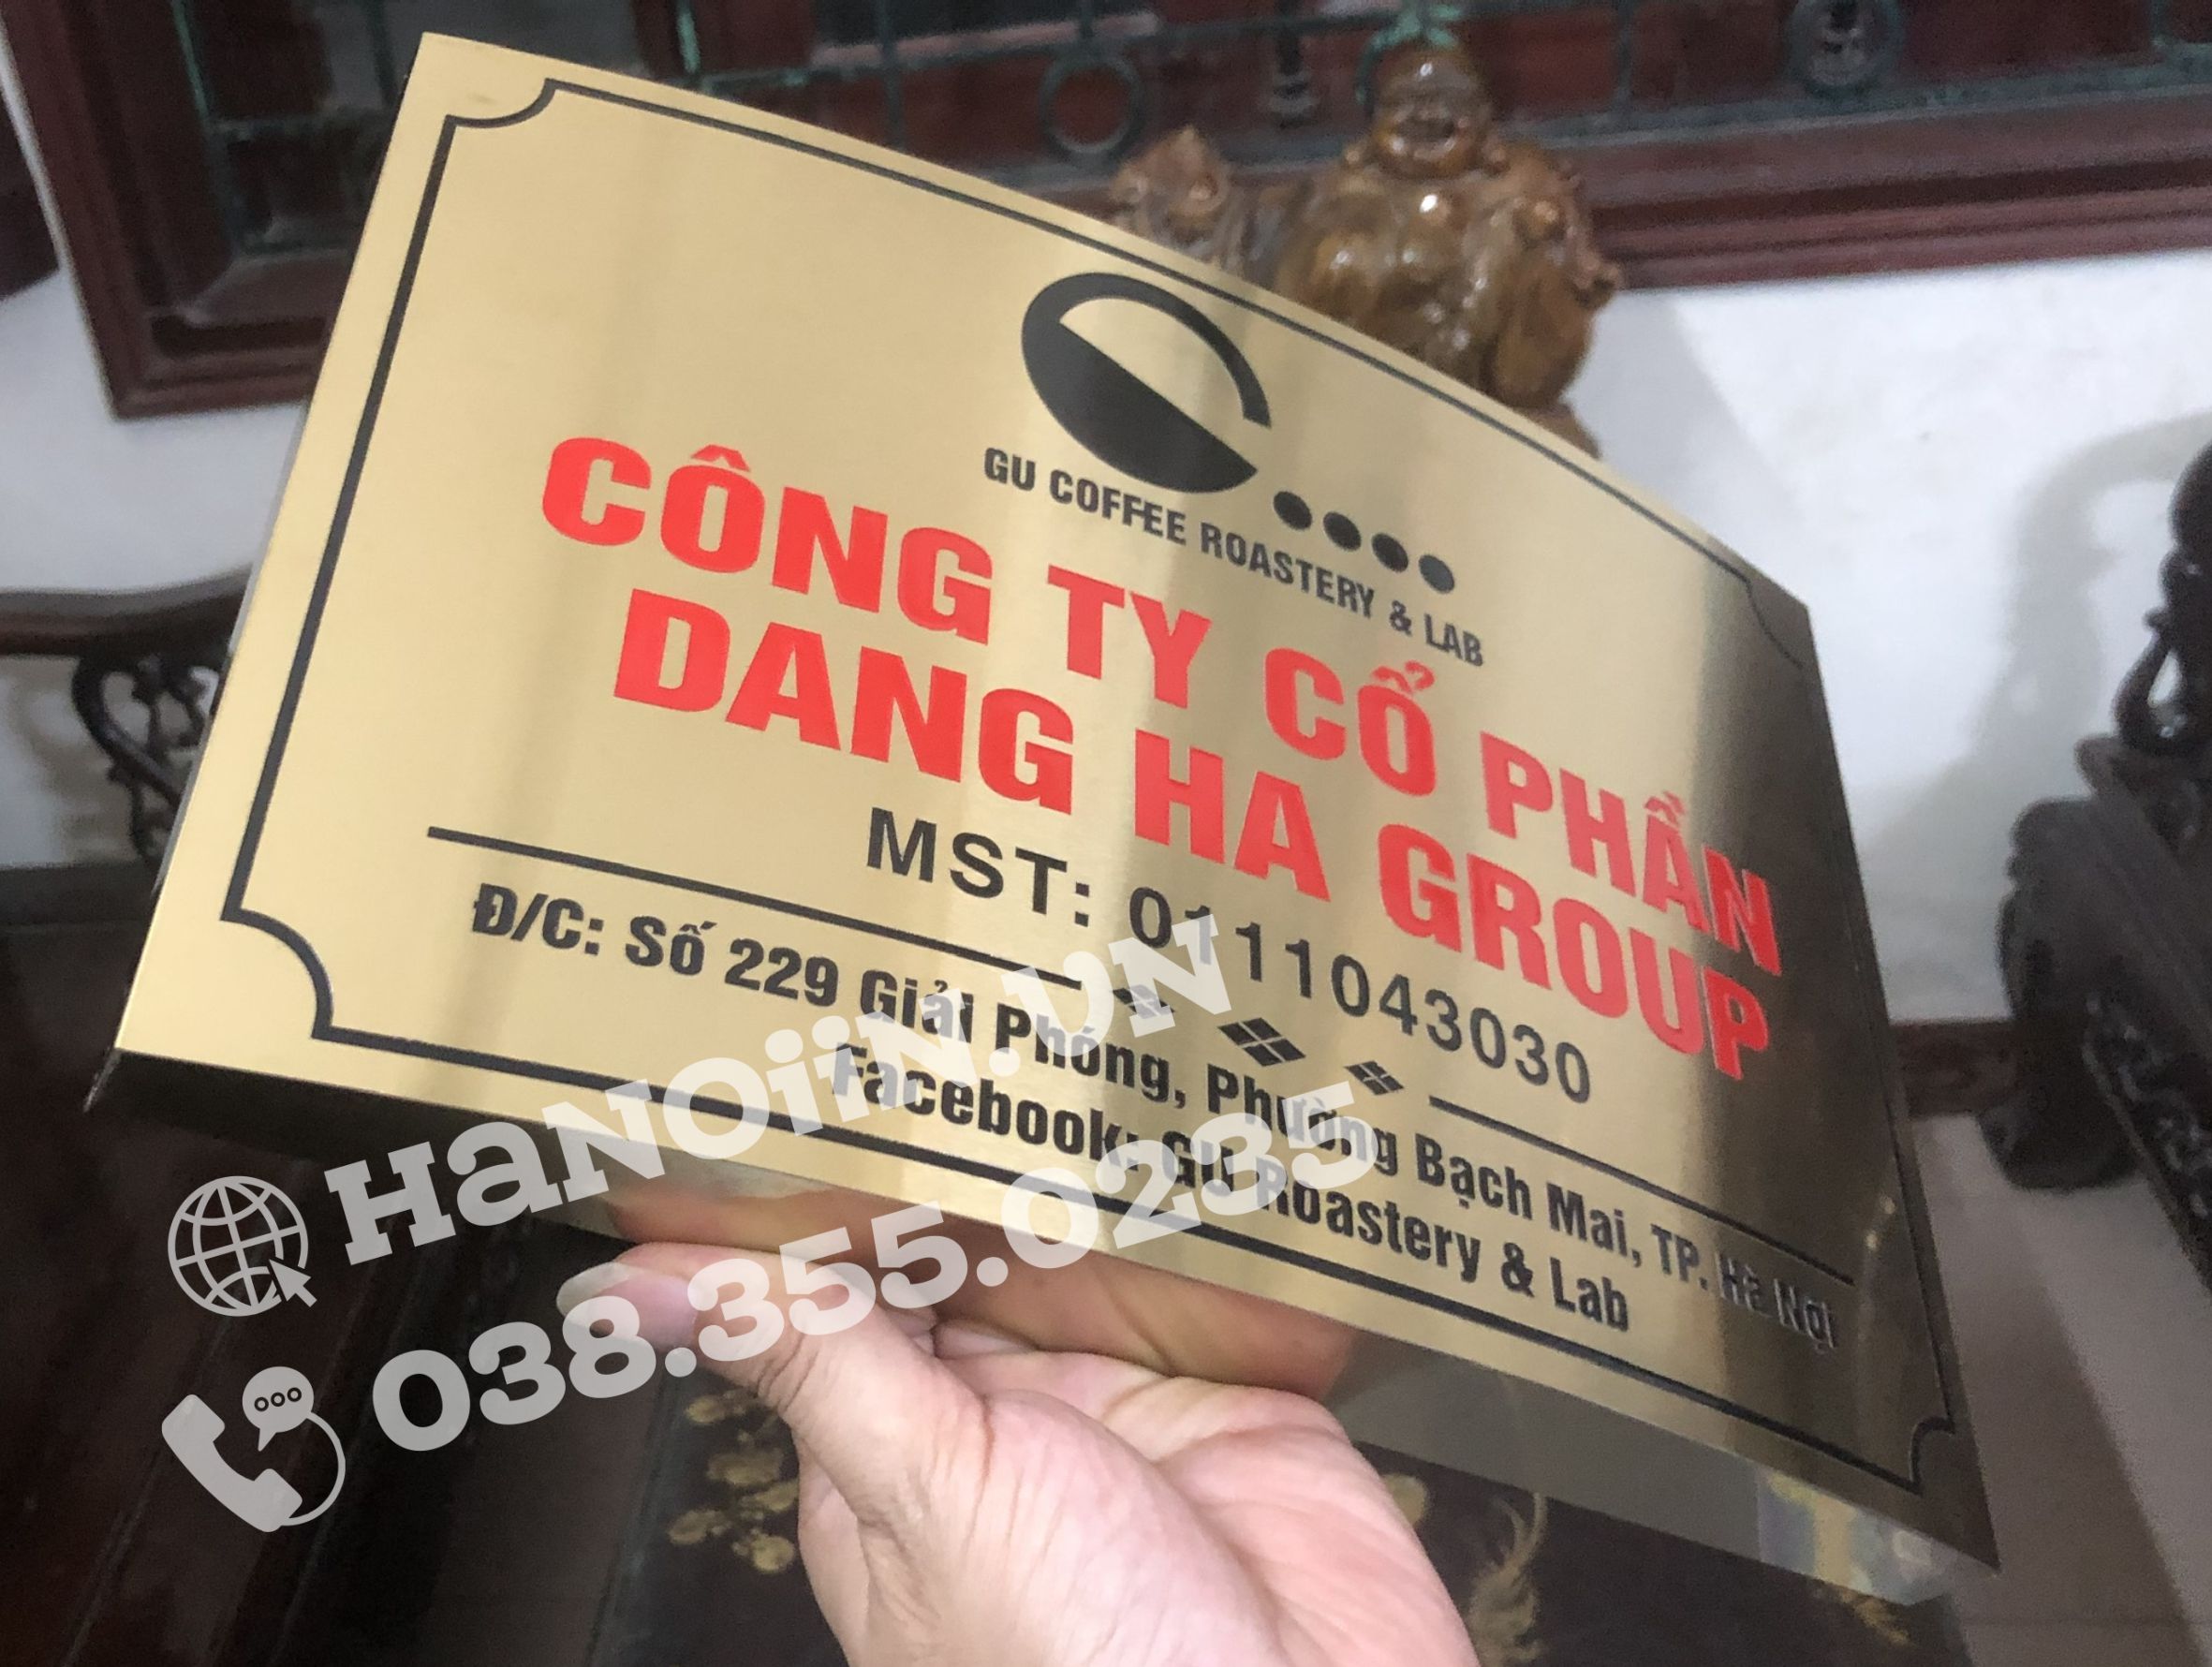 GU COFFEE ROASTERY & LAB
CÔNG TY CỔ PHẦN
DANG HA GROUP
MST: 0111043030
Đ/C: Số 229 Giải Phóng, Phường Bạch Mai, TP. Hà Nội
Facebook: GU Roastery & Lab
HaNOiiN.VN
038.355.0235